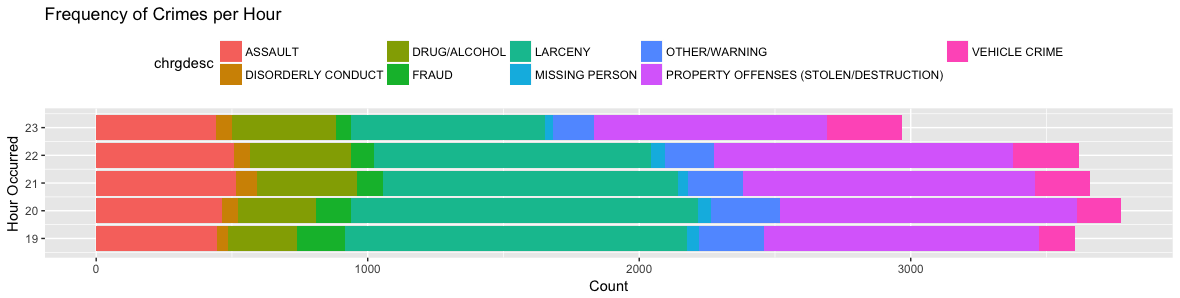 Frequency of Crimes per Hour
chrgdesc
ASSAULT DRUG/ALCOHOL LARCENY OTHER/WARNING VEHICLE CRIME
DISORDERLY CONDUCT FRAUD MISSING PERSON PROPERTY OFFENSES (STOLEN/DESTRUCTION)
Hour Occurred
23
22
21
20
19
0 1000 2000 3000
Count